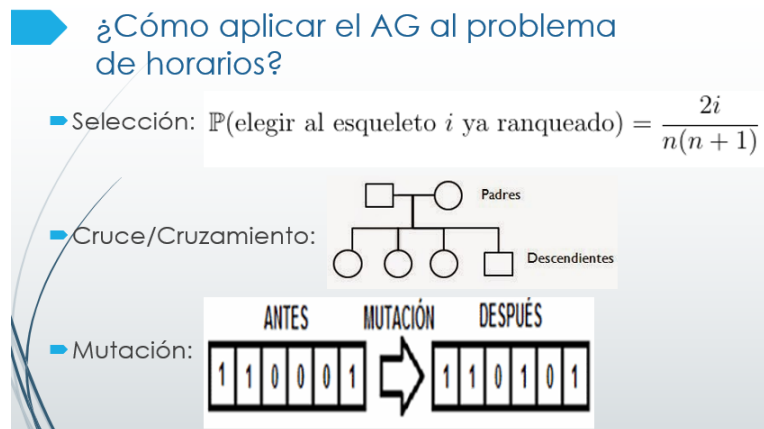 ¿Cómo aplicar el AG al problema
de horarios?
Selección: ℙ(elegir al esqueleto i ya ranqueado) = 2i / n(n + 1)
Padres
Cruce/Cruzamiento:
Descendientes
ANTES MUTACIÓN DESPUÉS
Mutación:
1 1 0 0 0 1 1 1 0 1 0 1